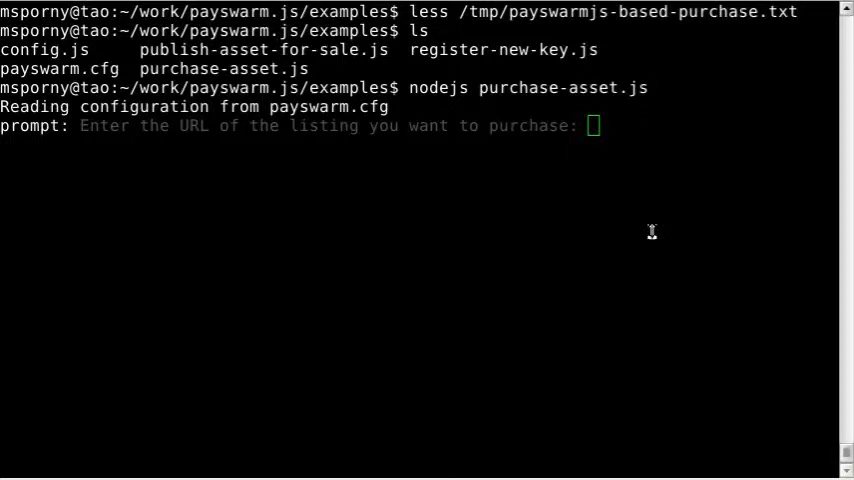 msporny@tao:~/work/payswarm.js/examples$ less /tmp/payswarmjs-based-purchase.txt
msporny@tao:~/work/payswarm.js/examples$ ls
config.js     publish-asset-for-sale.js  register-new-key.js
payswarm.cfg  purchase-asset.js
msporny@tao:~/work/payswarm.js/examples$ nodejs purchase-asset.js
Reading configuration from payswarm.cfg
prompt: Enter the URL of the listing you want to purchase: